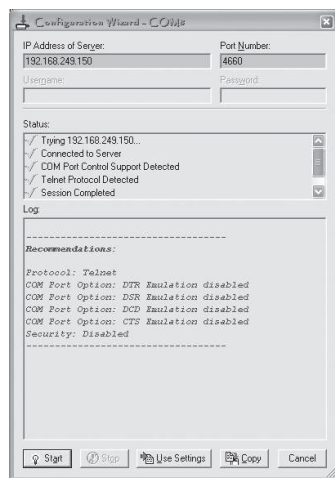 Configuration Wizard - COM8
IP Address of Server: Port Number:
192.168.249.150 4660
Username: Password:
Status:
Trying 192.168.249.150...
Connected to Server
COM Port Control Support Detected
Telnet Protocol Detected
Session Completed
Log:
----------------------------------
Recommendations:
Protocol: Telnet
COM Port Option: DTR Emulation disabled
COM Port Option: DSR Emulation disabled
COM Port Option: DCD Emulation disabled
COM Port Option: CTS Emulation disabled
Security: Disabled
----------------------------------
Start Stop Use Settings Copy Cancel